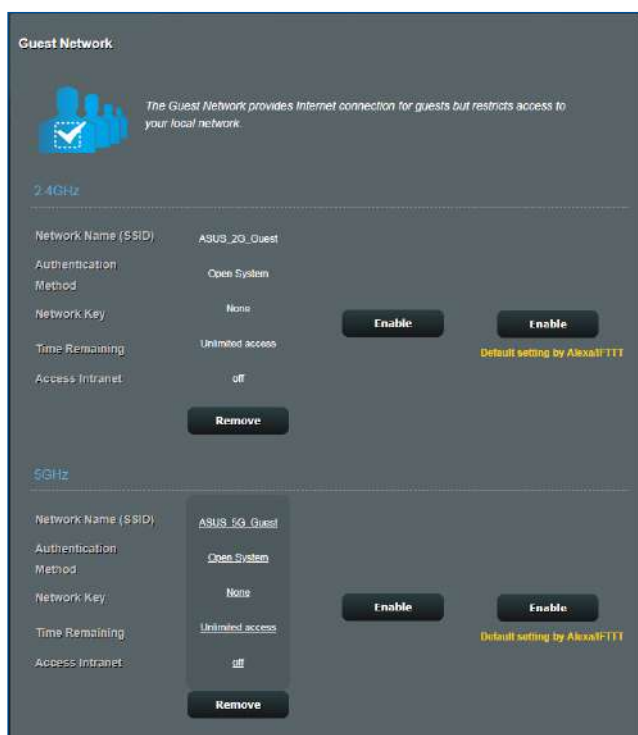 Guest Network
The Guest Network provides Internet connection for guests but restricts access to
your local network.
2.4GHz
Network Name (SSID) ASUS_2G_Guest
Authentication
Method
Open System
Network Key None
Enable Enable
Time Remaining Unlimited access
Default setting by Alexa/IFTTT
Access Intranet off
Remove
5GHz
Network Name (SSID) ASUS_5G_Guest
Authentication
Method
Open System
Network Key None
Enable Enable
Time Remaining Unlimited access
Default setting by Alexa/IFTTT
Access Intranet off
Remove